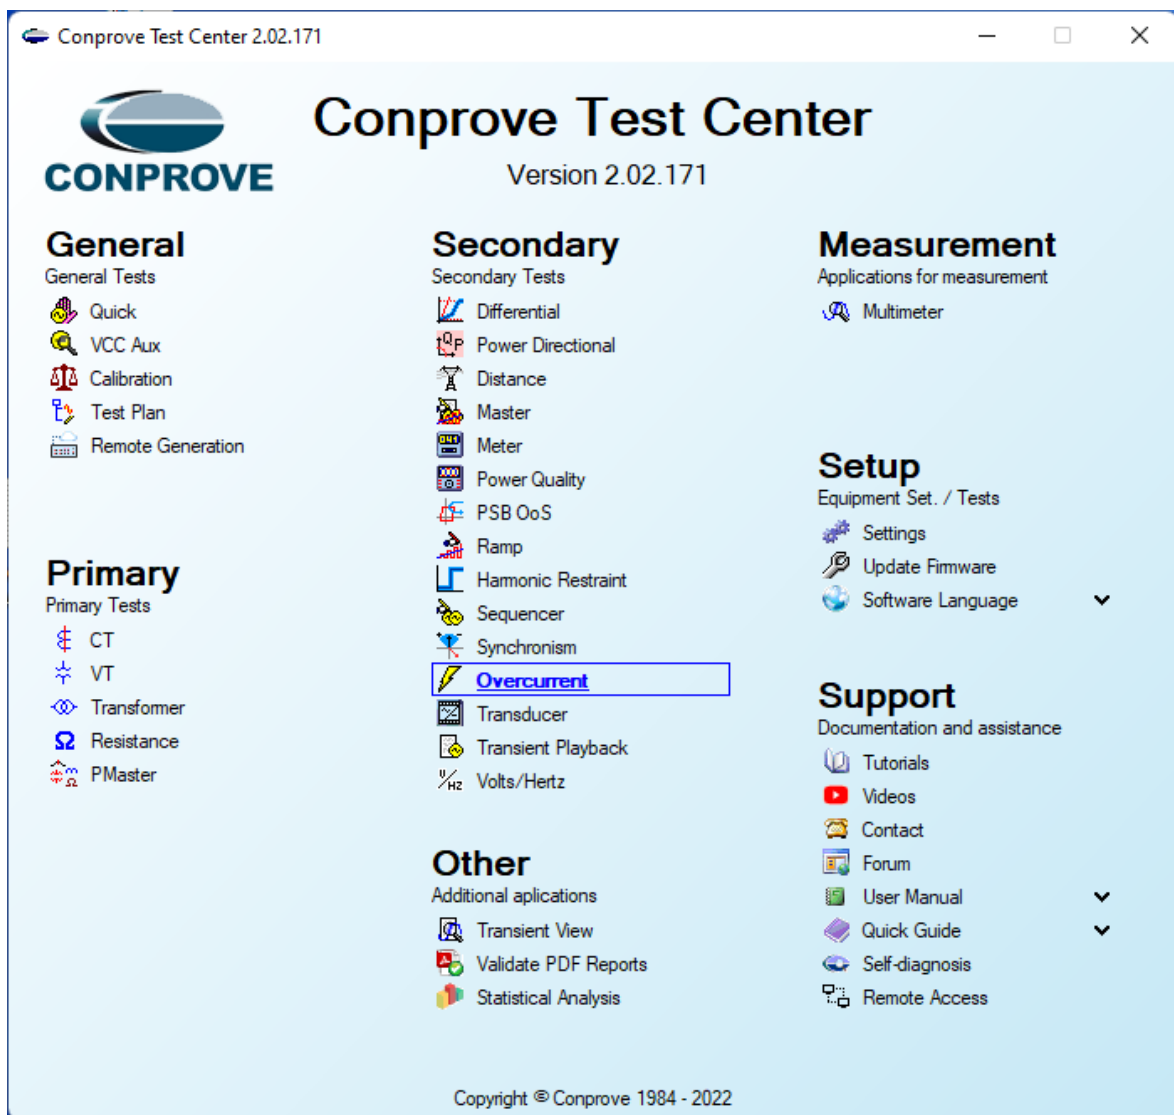 Conprove Test Center 2.02.171
Conprove Test Center
CONPROVE
Version 2.02.171
General
General Tests
Quick
VCC Aux
Calibration
Test Plan
Remote Generation
Primary
Primary Tests
CT
VT
Transformer
Resistance
PMaster
Secondary
Secondary Tests
Differential
Power Directional
Distance
Master
Meter
Power Quality
PSB OoS
Ramp
Harmonic Restraint
Sequencer
Synchronism
Overcurrent
Transducer
Transient Playback
Volts/Hertz
Other
Additional aplications
Transient View
Validate PDF Reports
Statistical Analysis
Measurement
Applications for measurement
Multimeter
Setup
Equipment Set. / Tests
Settings
Update Firmware
Software Language
Support
Documentation and assistance
Tutorials
Videos
Contact
Forum
User Manual
Quick Guide
Self-diagnosis
Remote Access
Copyright © Conprove 1984 - 2022